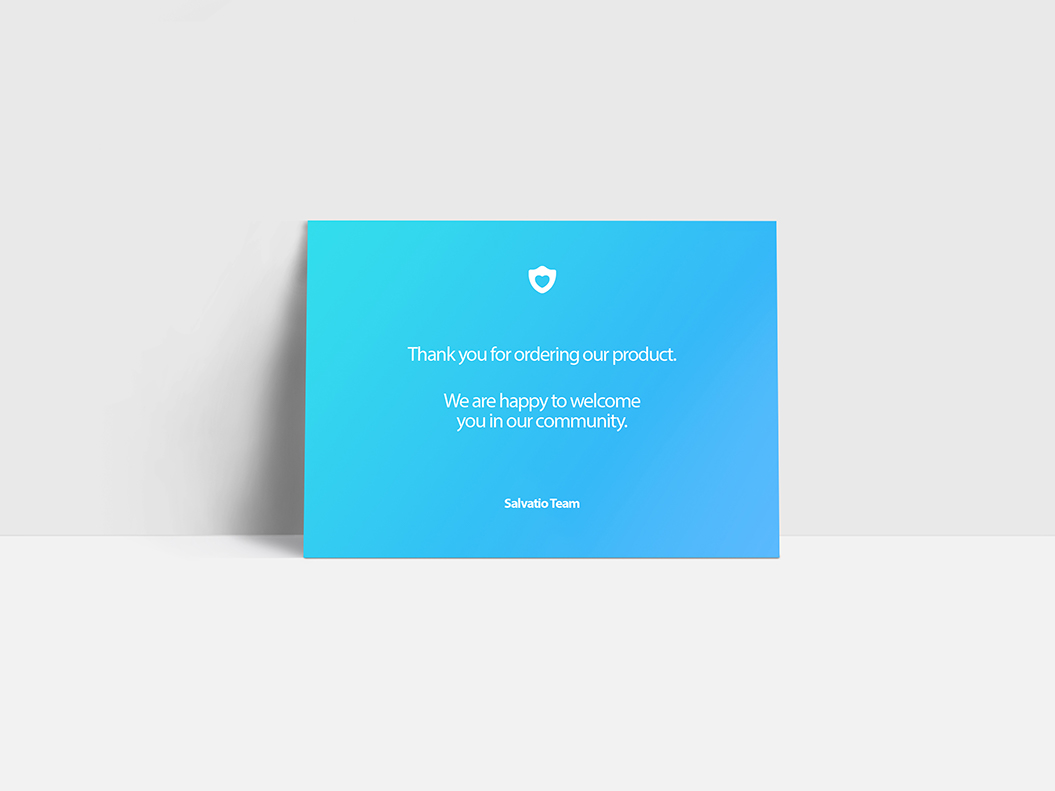 Thank you for ordering our product.
We are happy to welcome
you in our community.
Salvatio Team